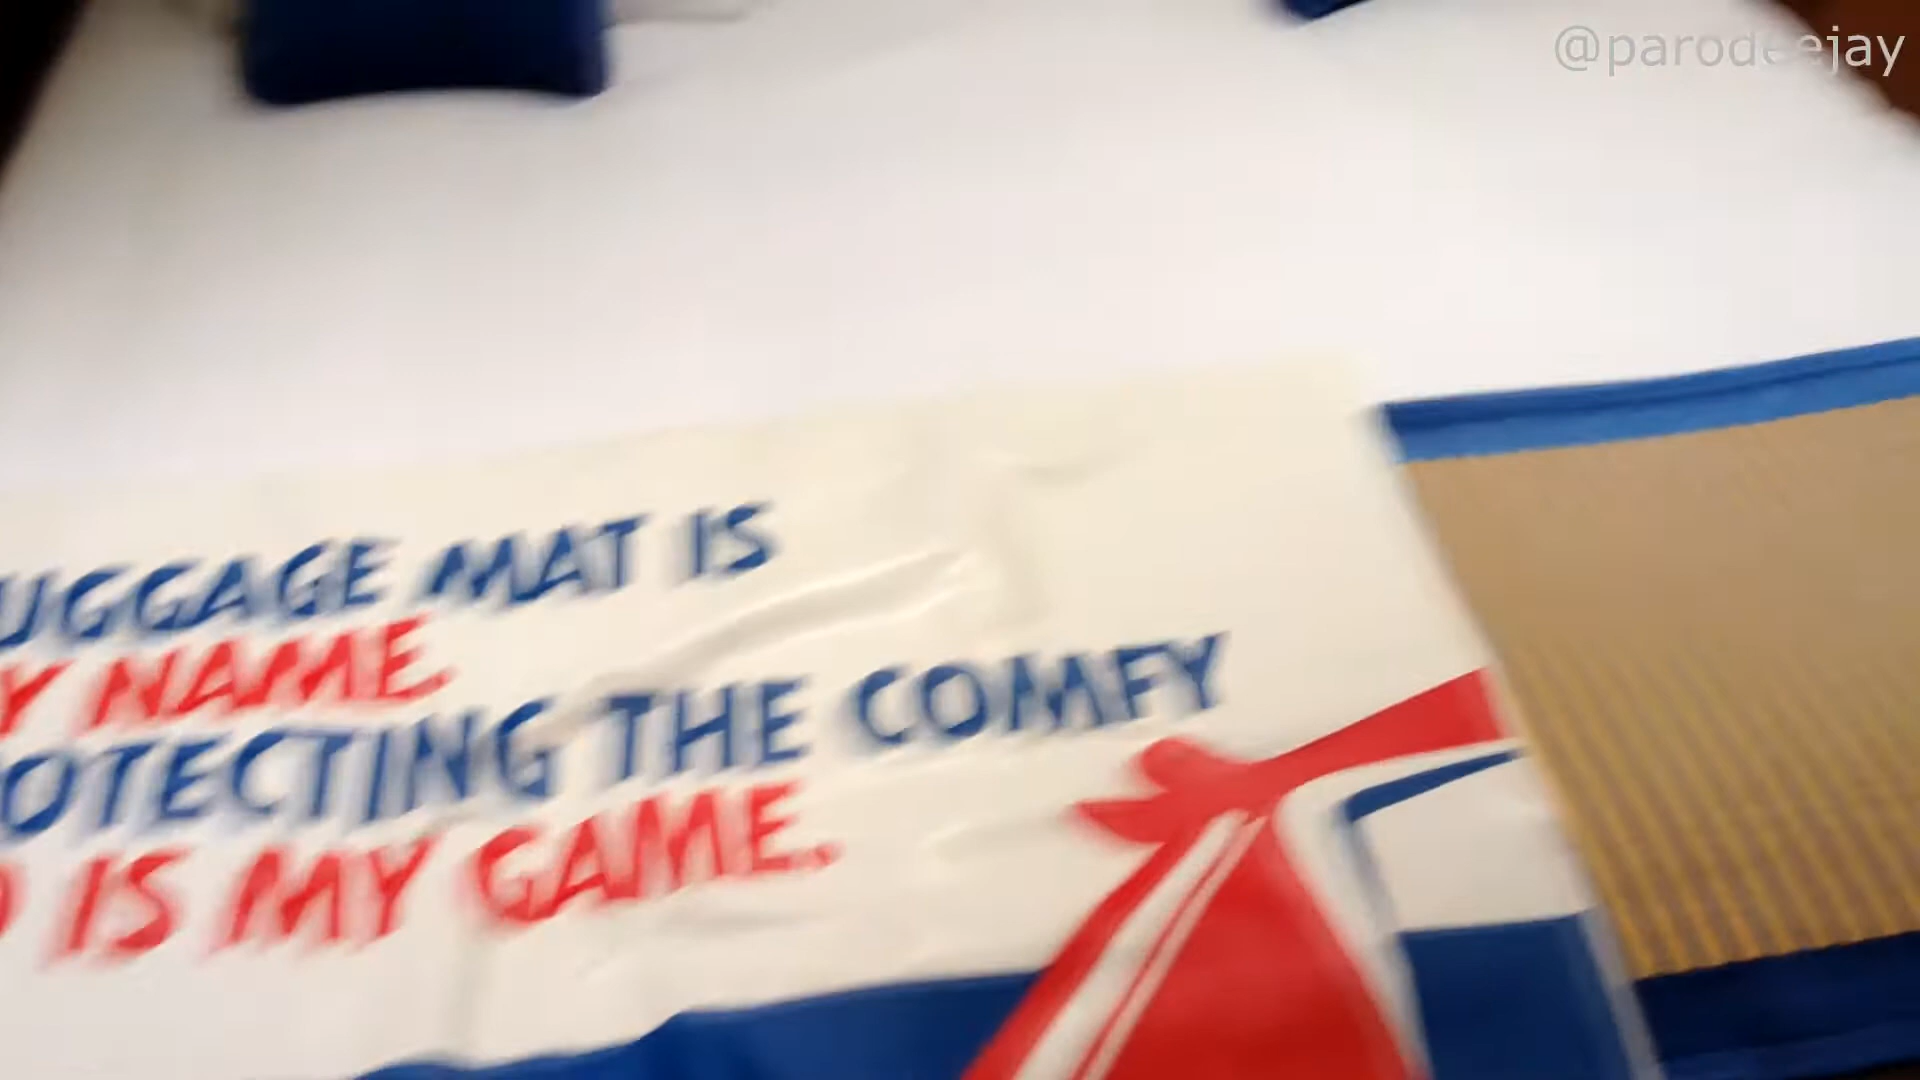 @parodeejay
UGGAGE MAT IS
Y NAME.
OTECTING THE COMFY
IS MY GAME.